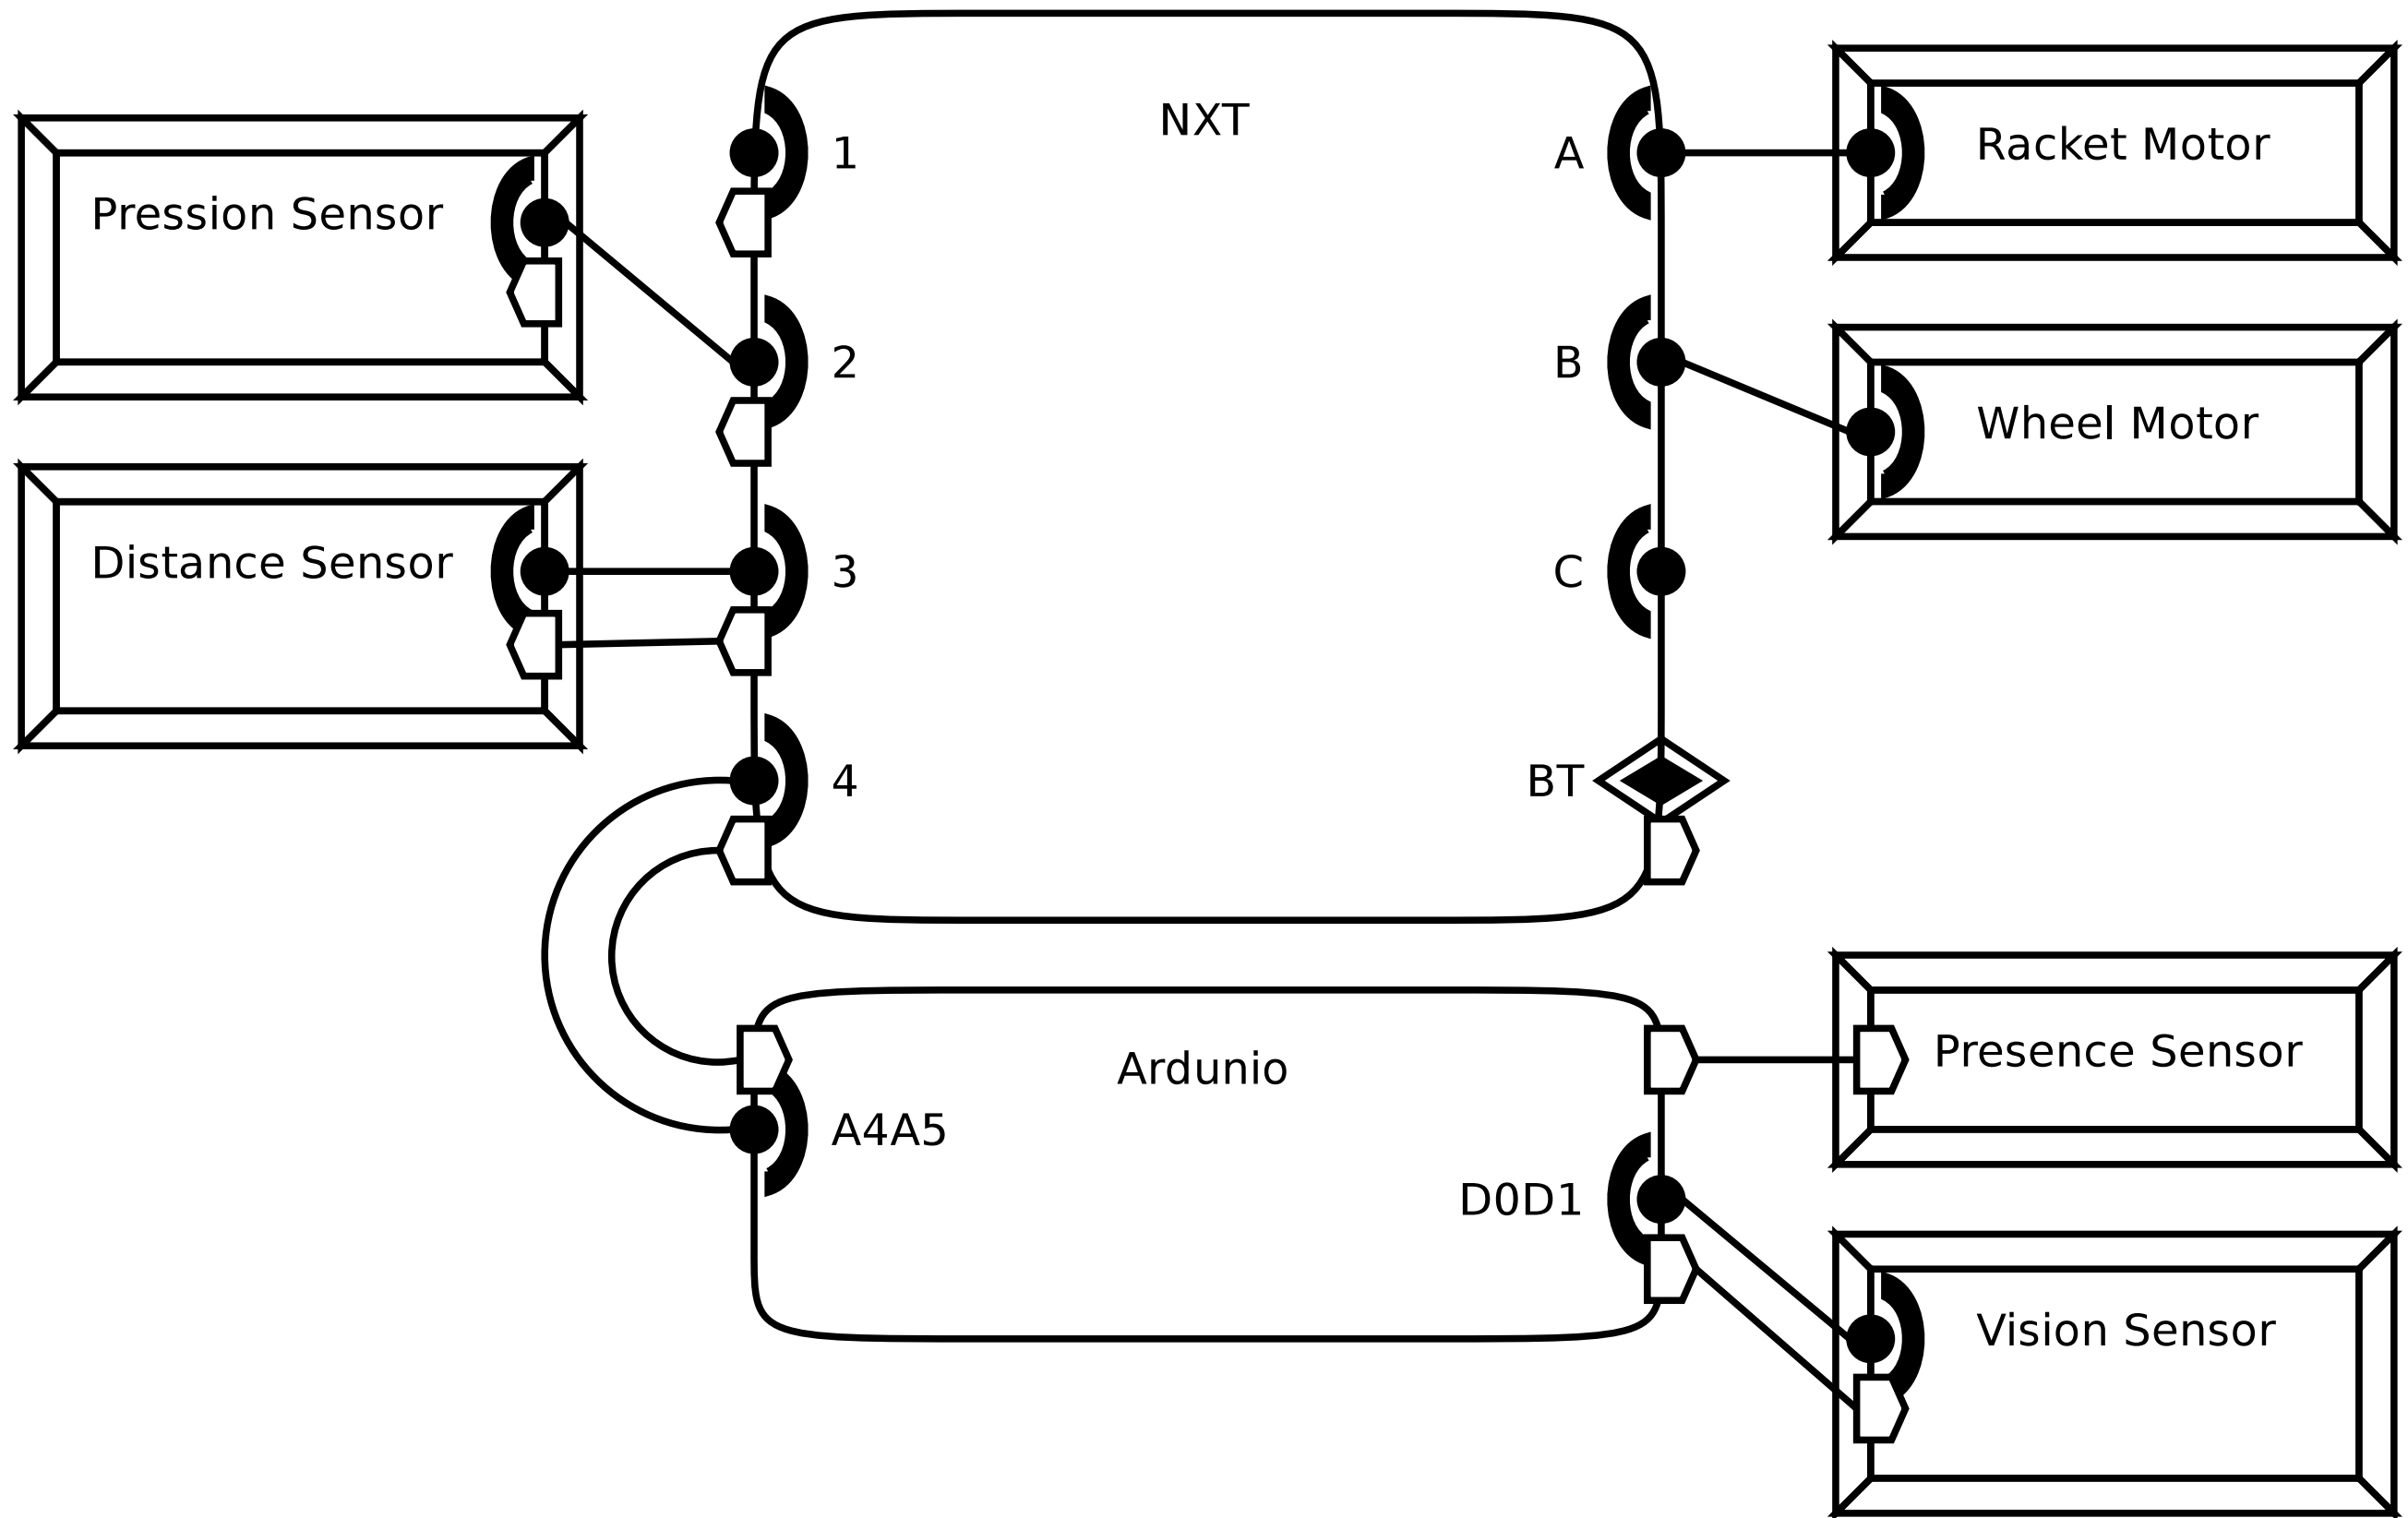 NXT
1
A
Racket Motor
Pression Sensor
2
B
Wheel Motor
Distance Sensor
3
C
4
BT
Ardunio
Presence Sensor
A4A5
D0D1
Vision Sensor